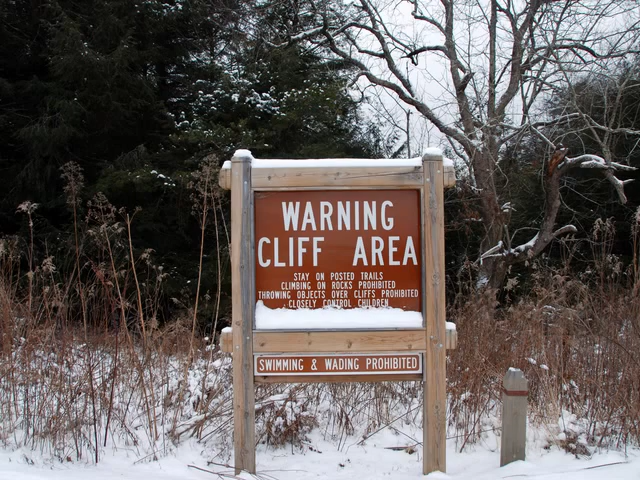 WARNING
CLIFF AREA
STAY ON POSTED TRAILS
CLIMBING ON ROCKS PROHIBITED
THROWING OBJECTS OVER CLIFFS PROHIBITED
CLOSELY CONTROL CHILDREN
SWIMMING & WADING PROHIBITED